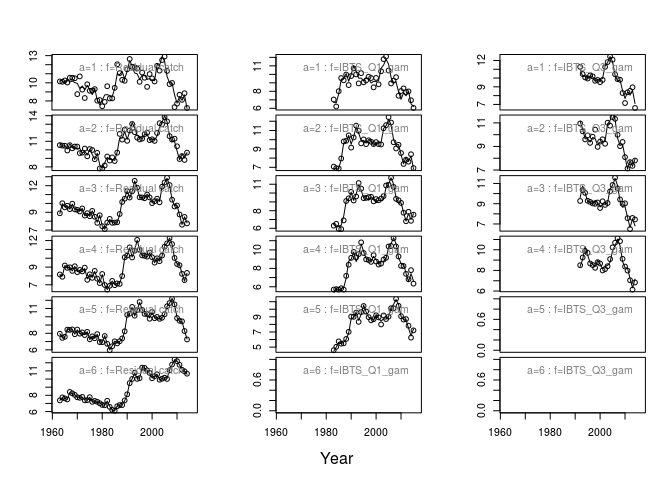 13
10
8
a=1 : f=Residual catch
12
10
8
6
a=1 : f=IBTS_Q1_gam
12
9
7
a=1 : f=IBTS_Q3_gam
14
11
8
a=2 : f=Residual catch
11
9
7
a=2 : f=IBTS_Q1_gam
11
9
7
a=2 : f=IBTS_Q3_gam
12
9
7
a=3 : f=Residual catch
11
8
6
a=3 : f=IBTS_Q1_gam
11
9
7
a=3 : f=IBTS_Q3_gam
12
9
7
a=4 : f=Residual catch
10
8
6
a=4 : f=IBTS_Q1_gam
10
8
6
a=4 : f=IBTS_Q3_gam
11
8
6
a=5 : f=Residual catch
9
7
5
a=5 : f=IBTS_Q1_gam
0.6
0.0
a=5 : f=IBTS_Q3_gam
11
8
6
a=6 : f=Residual catch
0.6
0.0
a=6 : f=IBTS_Q1_gam
0.6
0.0
a=6 : f=IBTS_Q3_gam
1960 1980 2000
1960 1980 2000
1960 1980 2000
Year